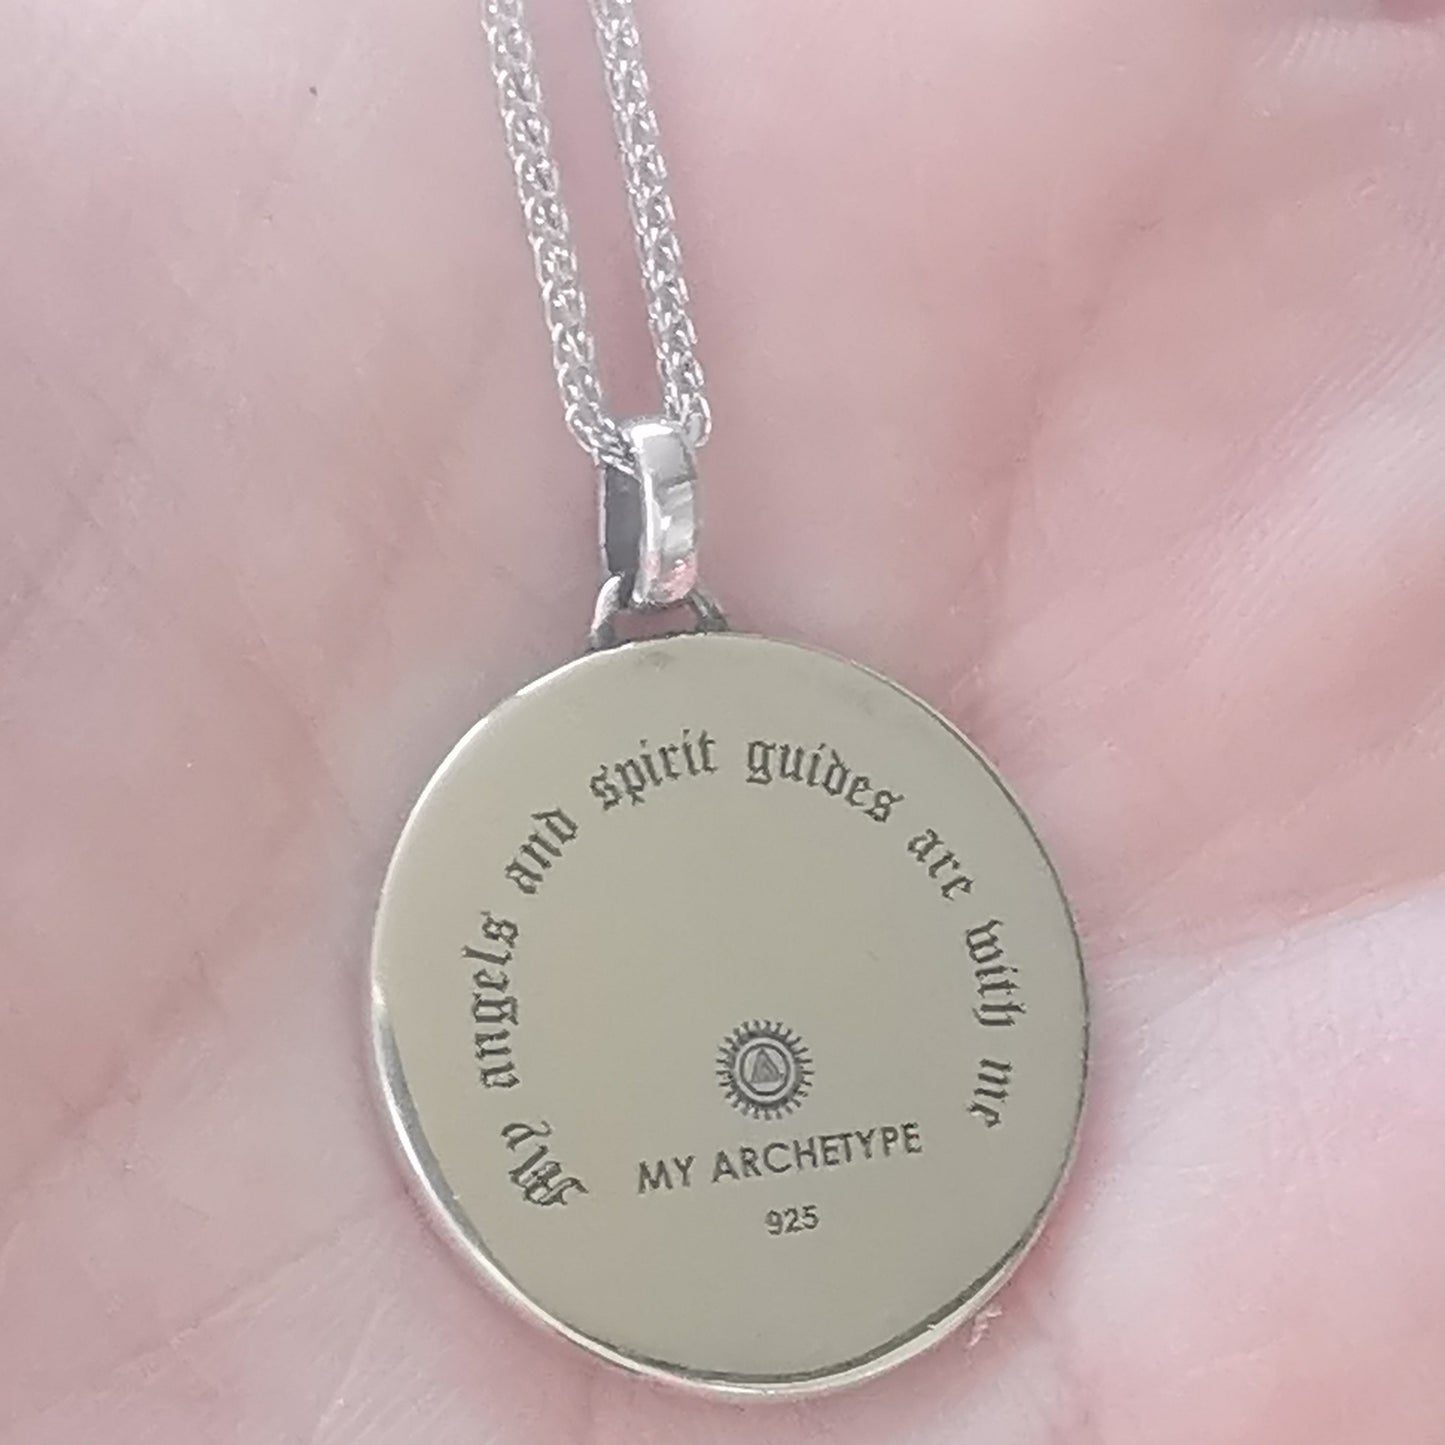 My angels and spirit guides are with me
MY ARCHETYPE
925